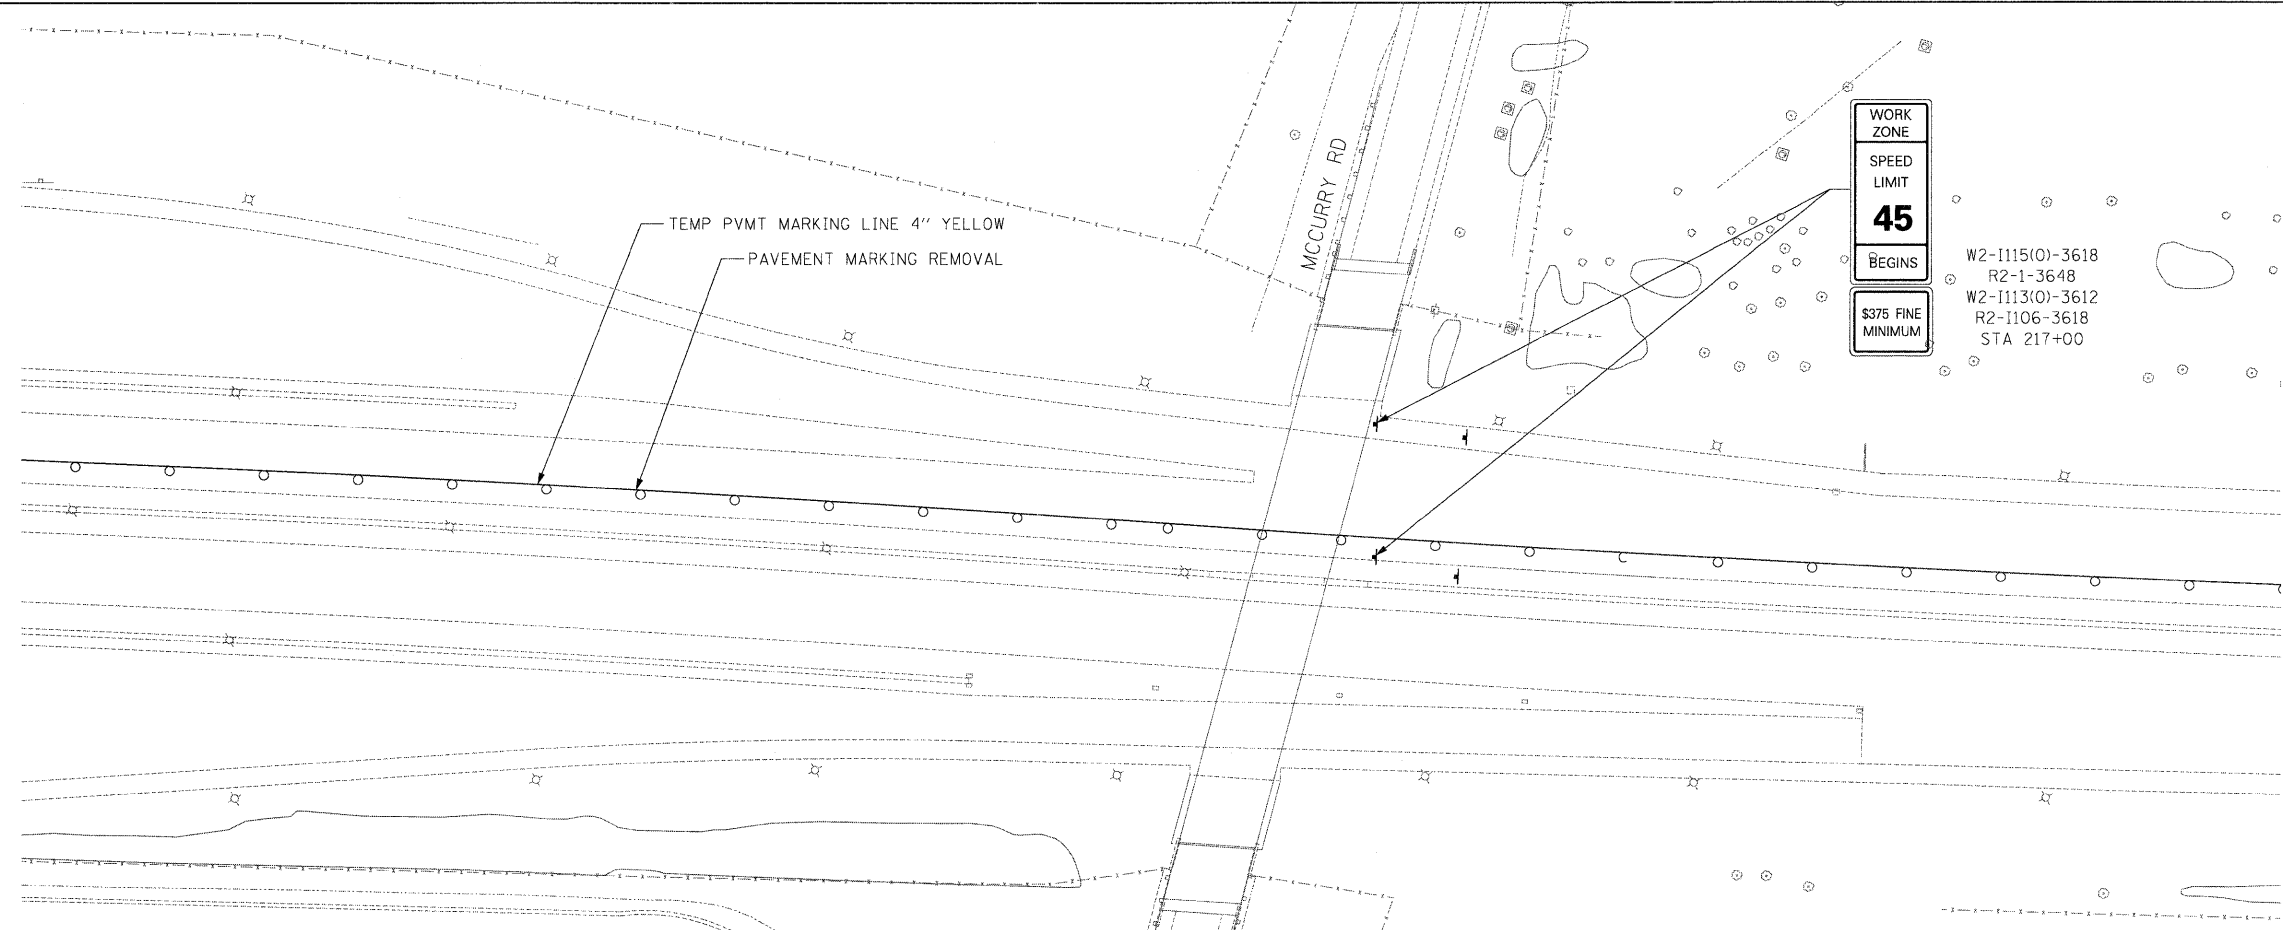 TEMP PVMT MARKING LINE 4" YELLOW
PAVEMENT MARKING REMOVAL
MCCURRY RD
WORK
ZONE
SPEED
LIMIT
45
BEGINS
$375 FINE
MINIMUM
W2-I115(O)-3618
R2-1-3648
W2-I113(O)-3612
R2-I106-3618
STA 217+00